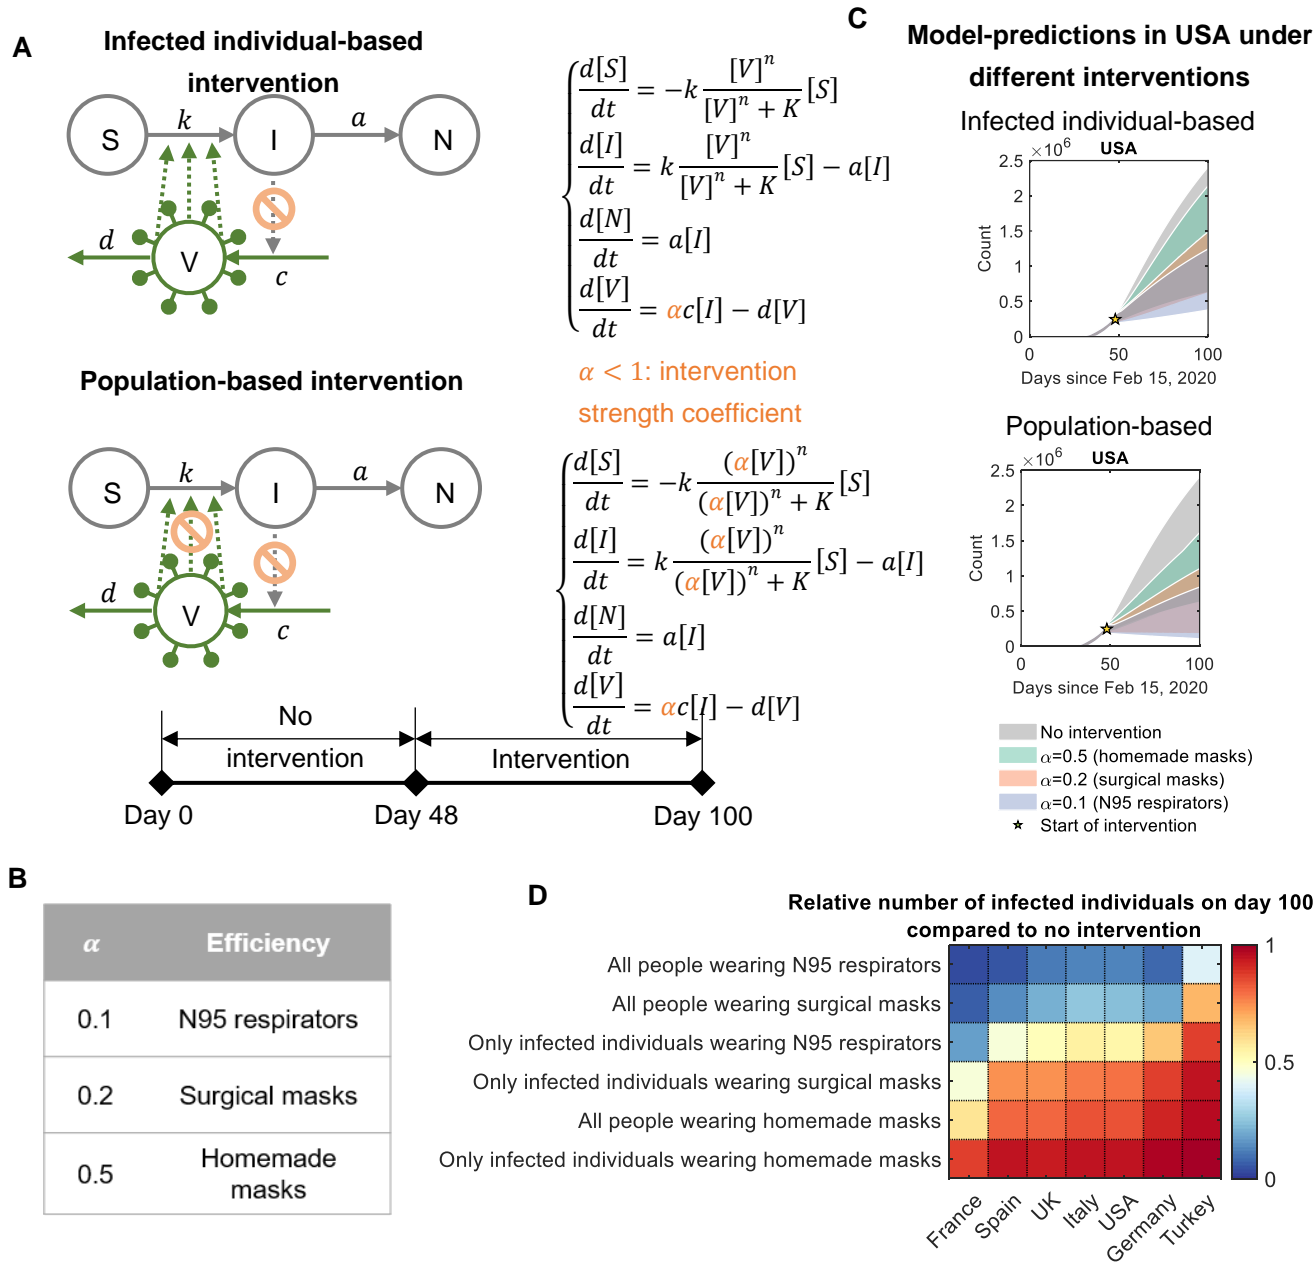 A
Infected individual-based
intervention
S
k
I
a
N
d
V
c
d[S]/dt = −k [V]^n/([V]^n + K) [S]
d[I]/dt = k [V]^n/([V]^n + K) [S] − a[I]
d[N]/dt = a[I]
d[V]/dt = αc[I] − d[V]
α < 1: intervention
strength coefficient
Population-based intervention
S
k
I
a
N
d
V
c
d[S]/dt = −k (α[V])^n/((α[V])^n + K) [S]
d[I]/dt = k (α[V])^n/((α[V])^n + K) [S] − a[I]
d[N]/dt = a[I]
d[V]/dt = αc[I] − d[V]
No
intervention
Intervention
Day 0
Day 48
Day 100
B
α Efficiency
0.1 N95 respirators
0.2 Surgical masks
0.5 Homemade
masks
C
Model-predictions in USA under
different interventions
Infected individual-based
×10^6
USA
2.5
2
1.5
1
0.5
0
Count
0 50 100
Days since Feb 15, 2020
Population-based
×10^6
USA
2.5
2
1.5
1
0.5
0
Count
0 50 100
Days since Feb 15, 2020
No intervention
α=0.5 (homemade masks)
α=0.2 (surgical masks)
α=0.1 (N95 respirators)
Start of intervention
D
Relative number of infected individuals on day 100
compared to no intervention
All people wearing N95 respirators
All people wearing surgical masks
Only infected individuals wearing N95 respirators
Only infected individuals wearing surgical masks
All people wearing homemade masks
Only infected individuals wearing homemade masks
France
Spain
UK
Italy
USA
Germany
Turkey
1
0.5
0